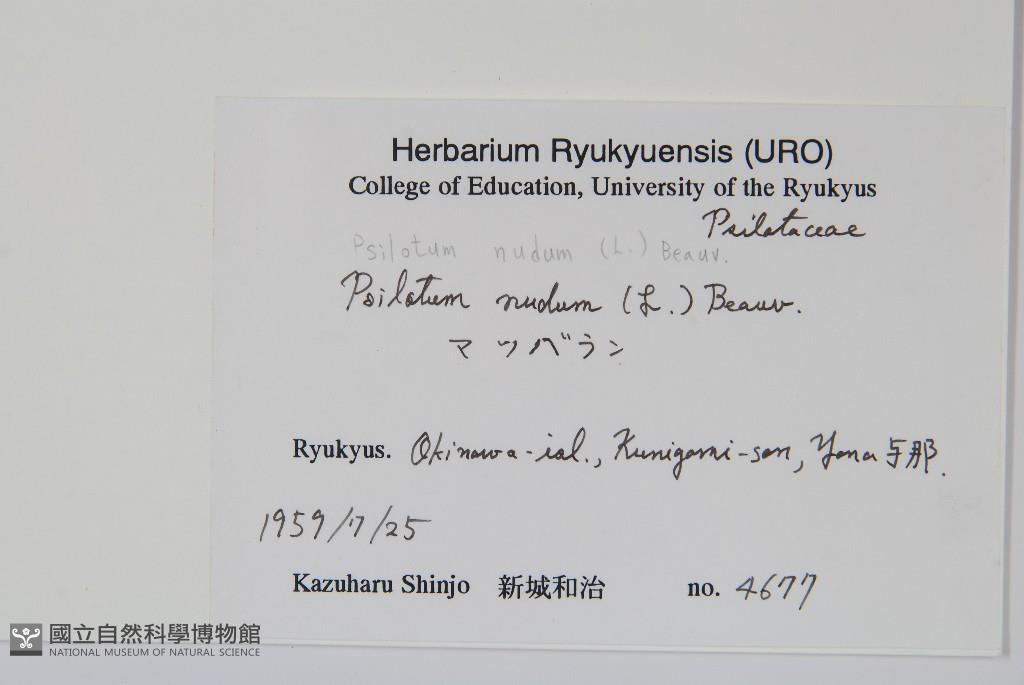 Herbarium Ryukyuensis (URO)
College of Education, University of the Ryukyus
Psilotaceae
Psilotum nudum (L.) Beauv.
Psilotum nudum (L.) Beauv.
マツバラン
Ryukyus. Okinawa-isl., Kunigami-son, Yona 与那.
1959/7/25
Kazuharu Shinjo 新城和治 no. 4677
國立自然科學博物館
NATIONAL MUSEUM OF NATURAL SCIENCE